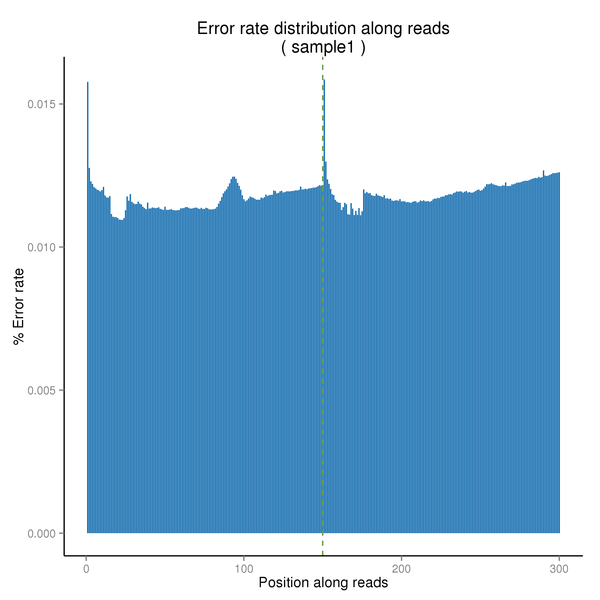 Error rate distribution along reads
( sample1 )
% Error rate
0.015
0.010
0.005
0.000
0
100
200
300
Position along reads